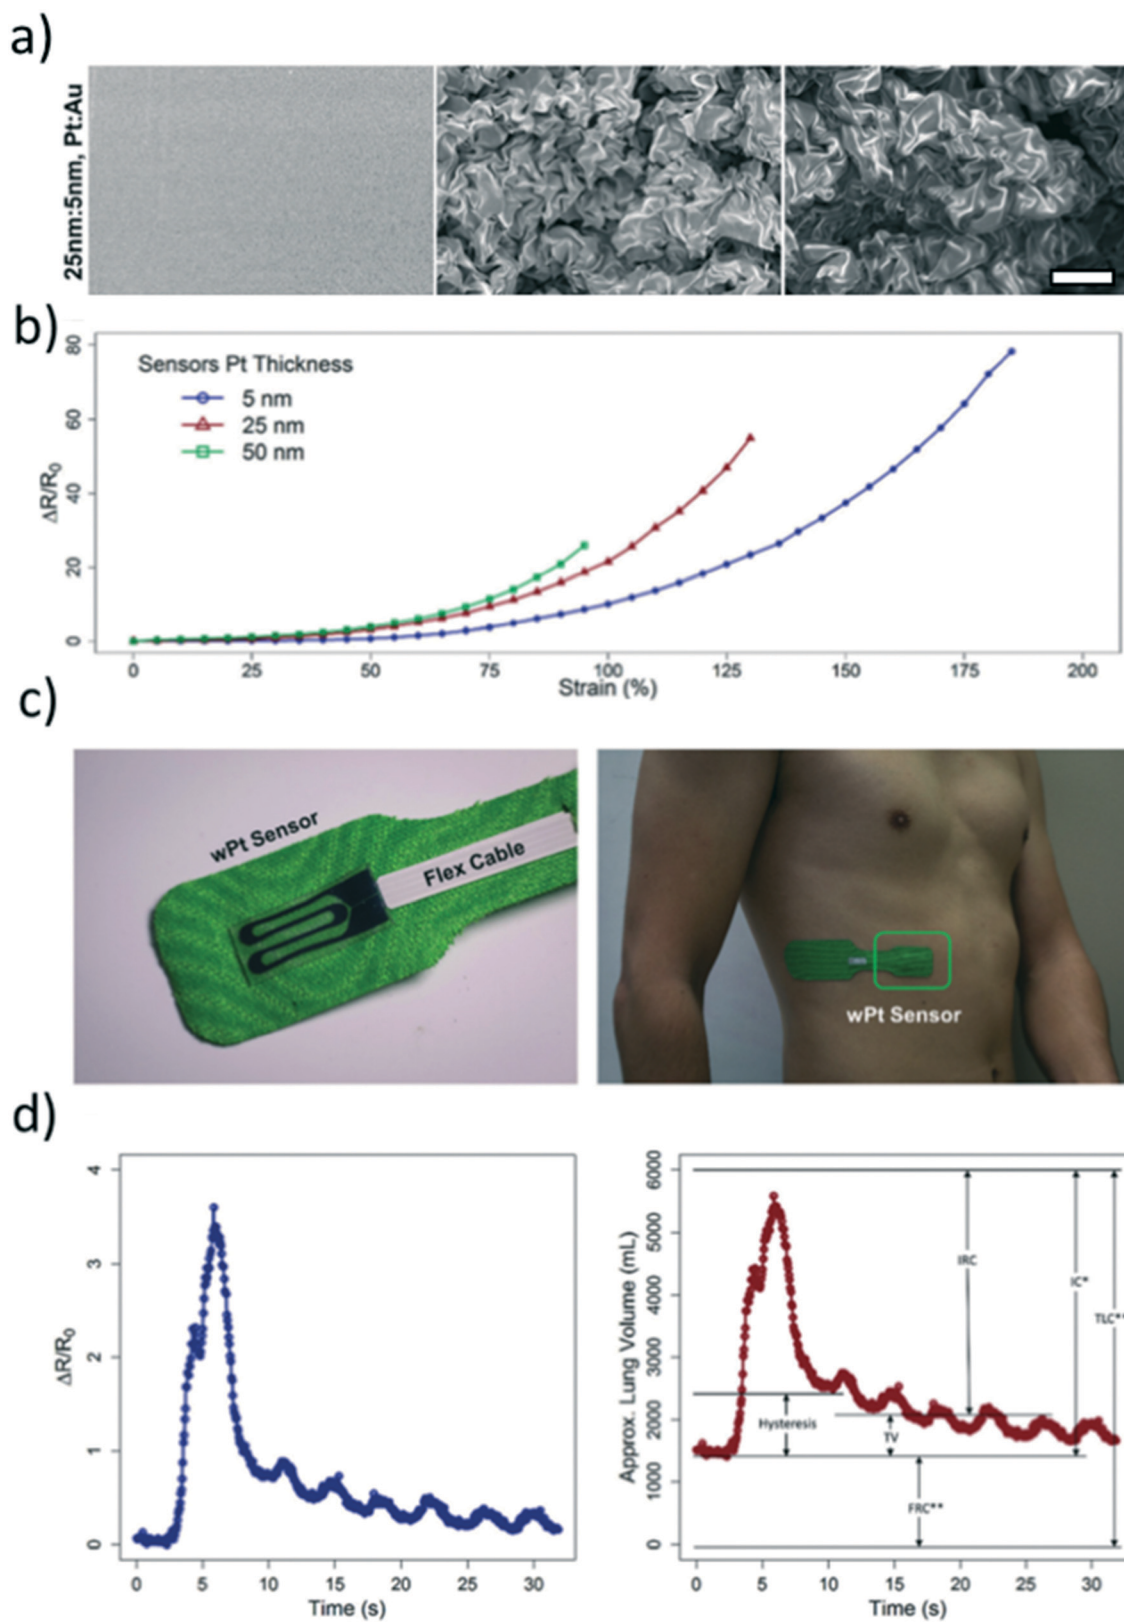 a)
25nm:5nm, Pt:Au
b)
Sensors Pt Thickness
5 nm
25 nm
50 nm
ΔR/R0
80
60
40
20
0
0 25 50 75 100 125 150 175 200
Strain (%)
c)
wPt Sensor
Flex Cable
wPt Sensor
d)
ΔR/R0
4
3
2
1
0
0 5 10 15 20 25 30
Time (s)
Approx. Lung Volume (mL)
6000
5000
4000
3000
2000
1000
0
IRC
IC*
TLC**
Hysteresis
TV
FRC**
0 5 10 15 20 25 30
Time (s)